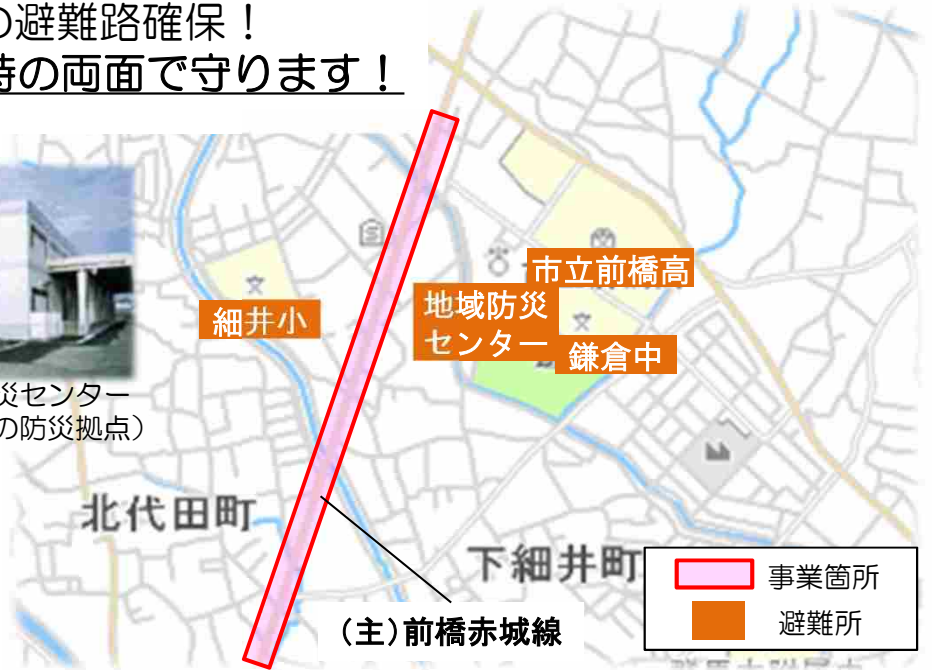 の避難路確保！
時の両面で守ります！
市立前橋高
地域防災
センター
細井小
鎌倉中
災センター
の防災拠点）
北代田町
下細井町
事業箇所
避難所
（主）前橋赤城線